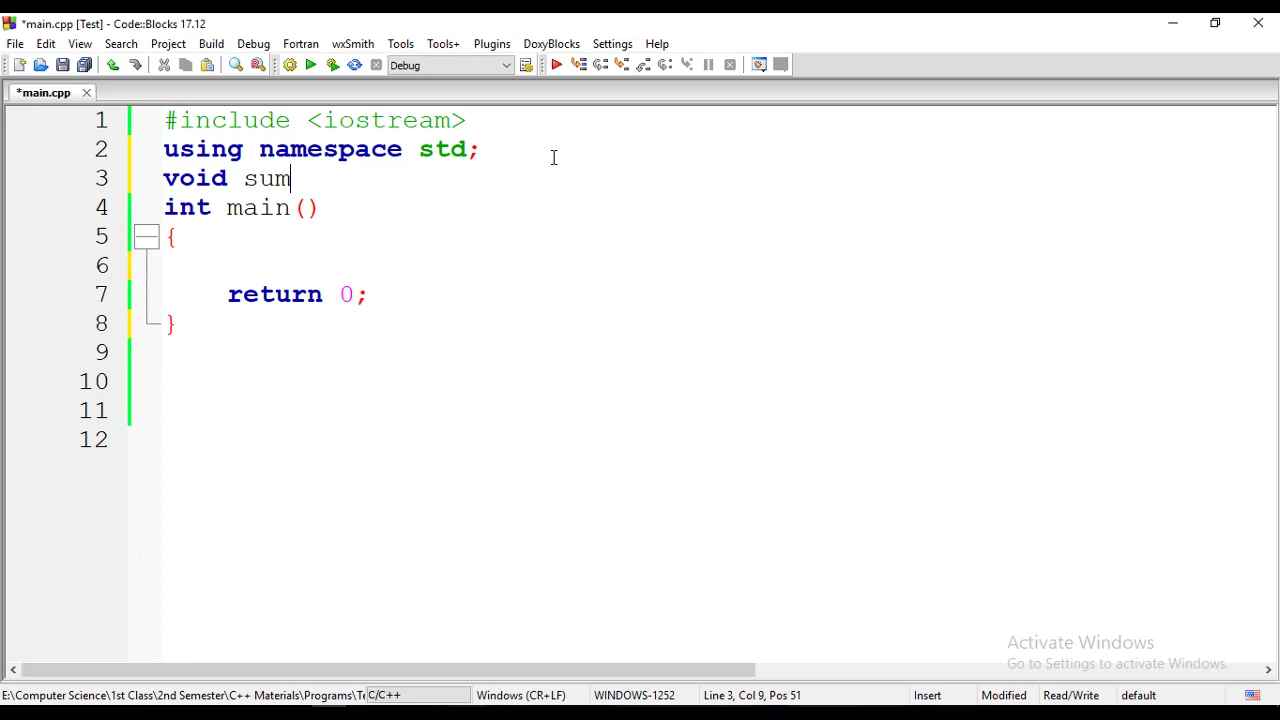 *main.cpp [Test] - Code::Blocks 17.12
File Edit View Search Project Build Debug Fortran wxSmith Tools Tools+ Plugins DoxyBlocks Settings Help
Debug
*main.cpp
1 #include <iostream>
2 using namespace std;
3 void sum
4 int main()
5 {
6
7 return 0;
8 }
9
10
11
12
Activate Windows
Go to Settings to activate Windows.
E:\Computer Science\1st Class\2nd Semester\C++ Materials\Programs\Te C/C++ Windows (CR+LF) WINDOWS-1252 Line 3, Col 9, Pos 51 Insert Modified Read/Write default